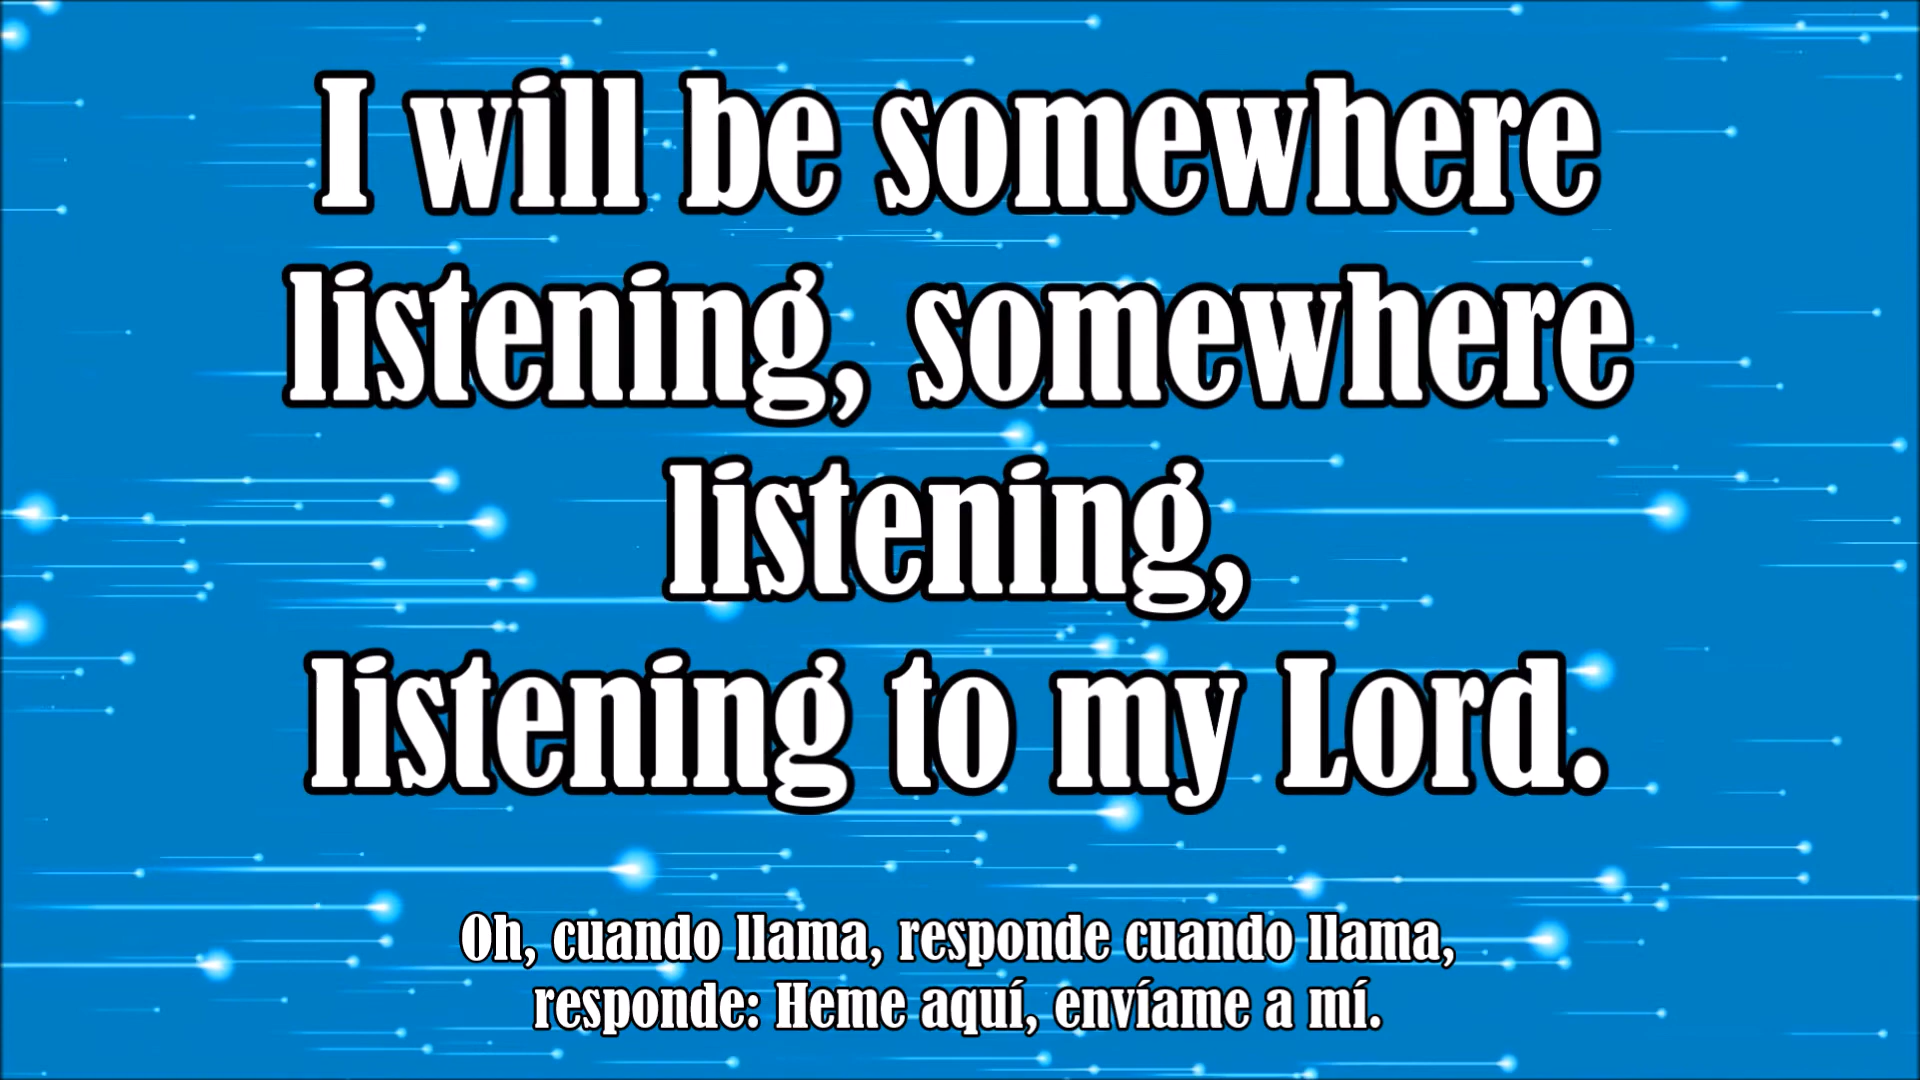 I will be somewhere
listening, somewhere
listening,
listening to my Lord.
Oh, cuando llama, responde cuando llama,
responde: Heme aquí, envíame a mí.